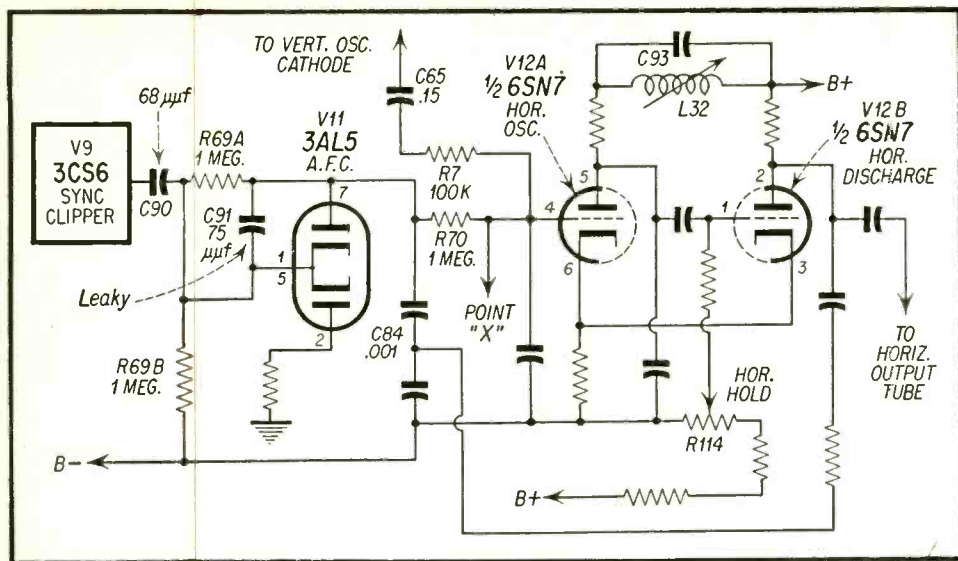 TO VERT. OSC.
CATHODE
C65
.15
V12A
½ 6SN7
HOR.
OSC.
C93
L32
B+
V12B
½ 6SN7
HOR.
DISCHARGE
68 μμf
V9
3CS6
SYNC
CLIPPER
C90
R69A
1 MEG.
V11
3AL5
A.F.C.
7
C91
75
μμf
Leaky
1
5
2
R7
100K
R70
1 MEG.
POINT
"X"
5
4
6
2
1
3
C84
.001
R69B
1 MEG.
HOR.
HOLD
R114
TO
HORIZ.
OUTPUT
TUBE
B-
B+